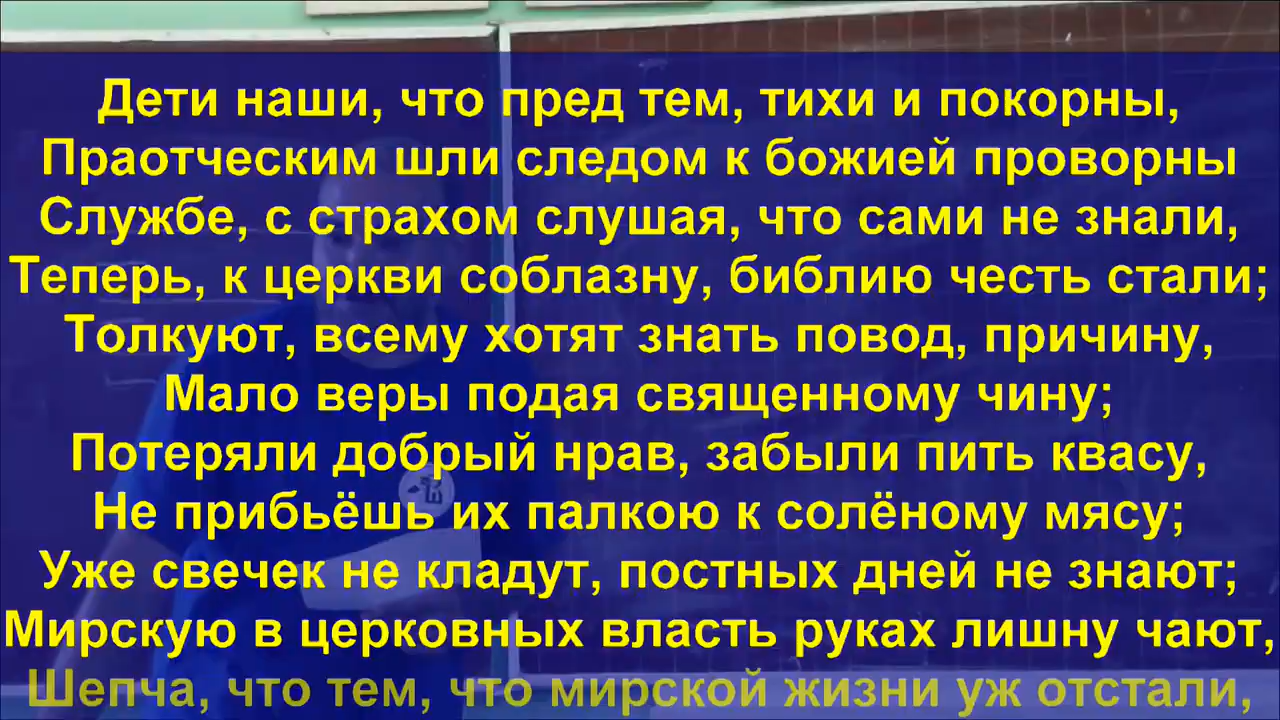 Дети наши, что пред тем, тихи и покорны,
Праотческим шли следом к божией проворны
Службе, с страхом слушая, что сами не знали,
Теперь, к церкви соблазну, библию честь стали;
Толкуют, всему хотят знать повод, причину,
Мало веры подая священному чину;
Потеряли добрый нрав, забыли пить квасу,
Не прибьёшь их палкою к солёному мясу;
Уже свечек не кладут, постных дней не знают;
Мирскую в церковных власть руках лишну чают,
Шепча, что тем, что мирской жизни уж отстали,